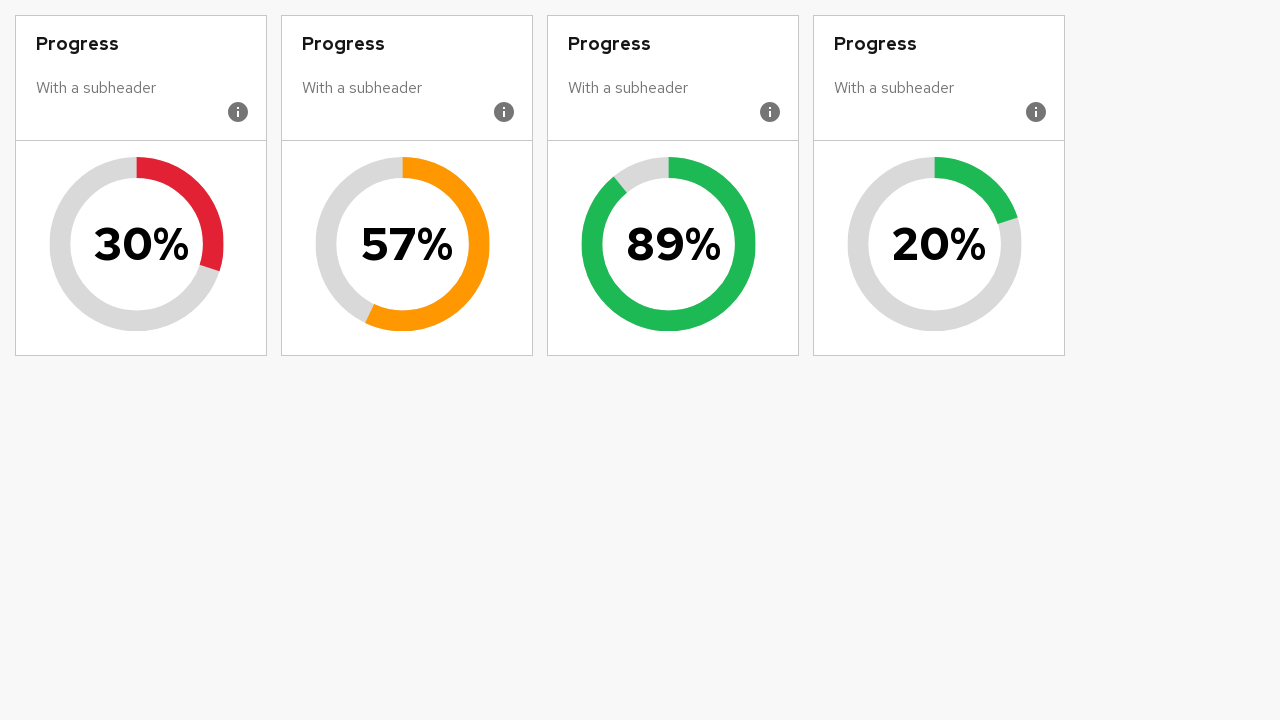 Progress
With a subheader
30%
Progress
With a subheader
57%
Progress
With a subheader
89%
Progress
With a subheader
20%